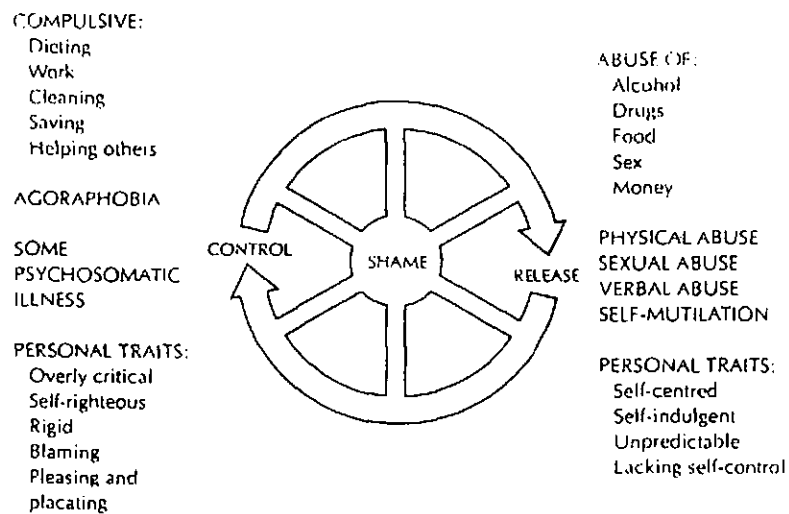 COMPULSIVE:
Dieting
Work
Cleaning
Saving
Helping others
AGORAPHOBIA
SOME
PSYCHOSOMATIC
ILLNESS
PERSONAL TRAITS:
Overly critical
Self-righteous
Rigid
Blaming
Pleasing and
placating
CONTROL
SHAME
RELEASE
ABUSE OF:
Alcohol
Drugs
Food
Sex
Money
PHYSICAL ABUSE
SEXUAL ABUSE
VERBAL ABUSE
SELF-MUTILATION
PERSONAL TRAITS:
Self-centred
Self-indulgent
Unpredictable
Lacking self-control